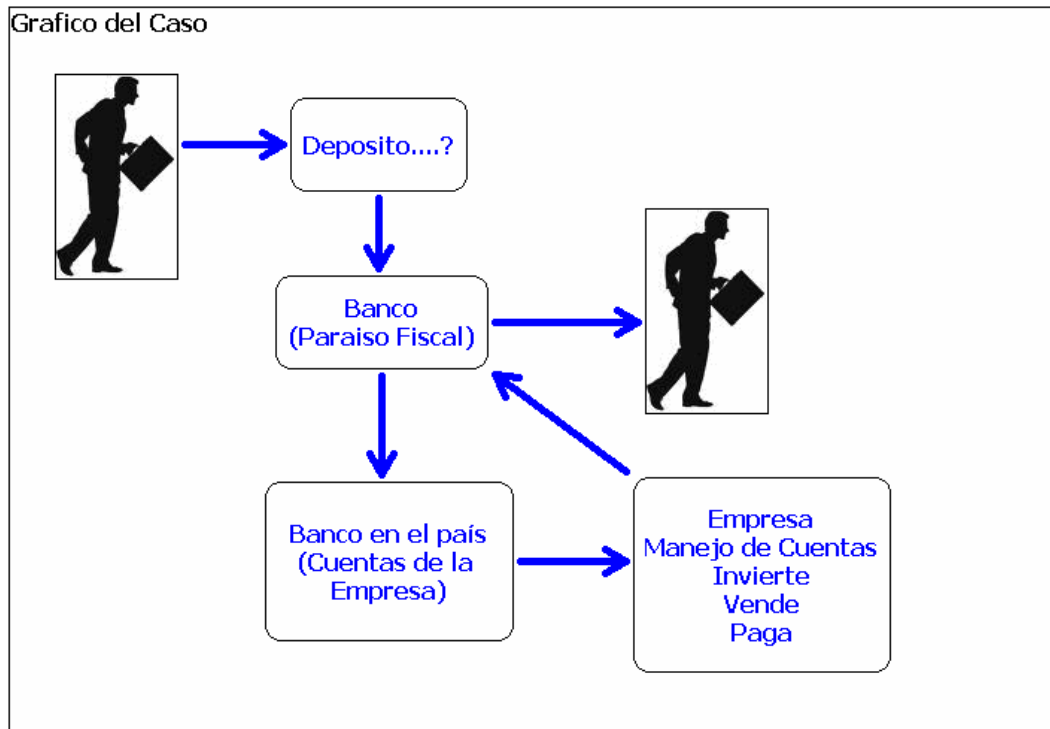 Grafico del Caso
Deposito....?
Banco
(Paraiso Fiscal)
Banco en el país
(Cuentas de la
Empresa)
Empresa
Manejo de Cuentas
Invierte
Vende
Paga